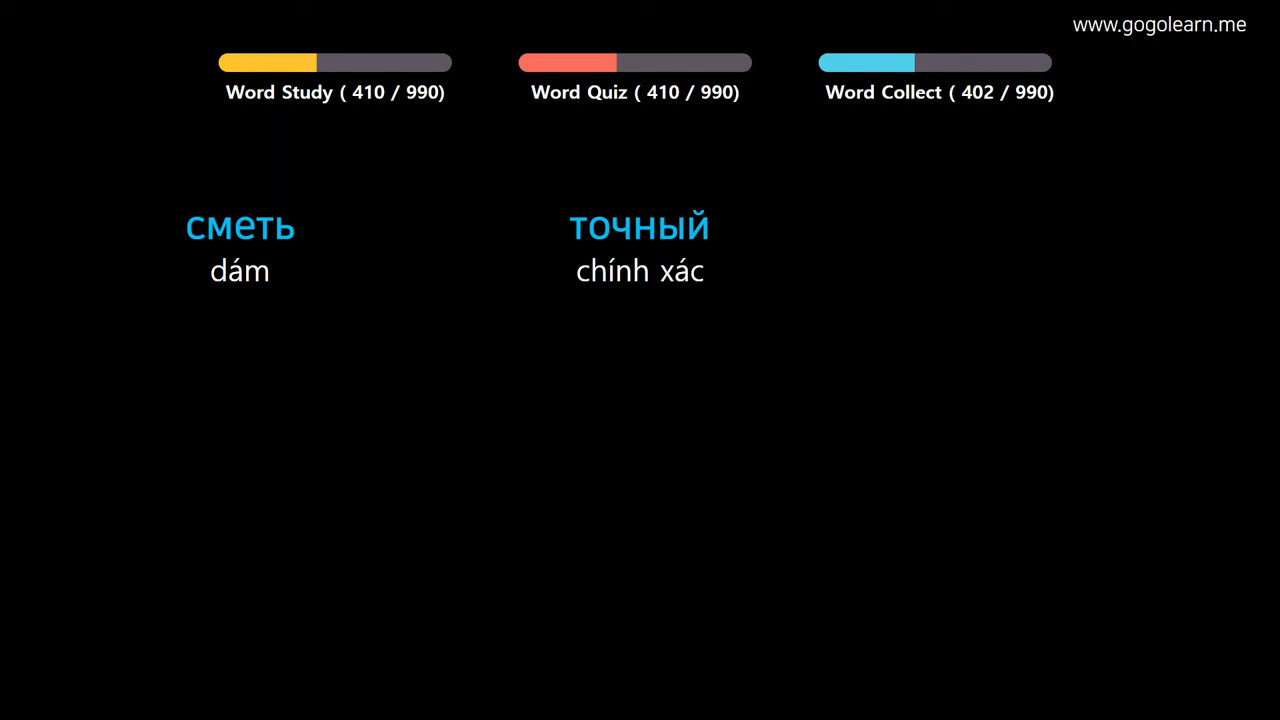 www.gogolearn.me
Word Study ( 410 / 990)
Word Quiz ( 410 / 990)
Word Collect ( 402 / 990)
сметь
dám
точный
chính xác